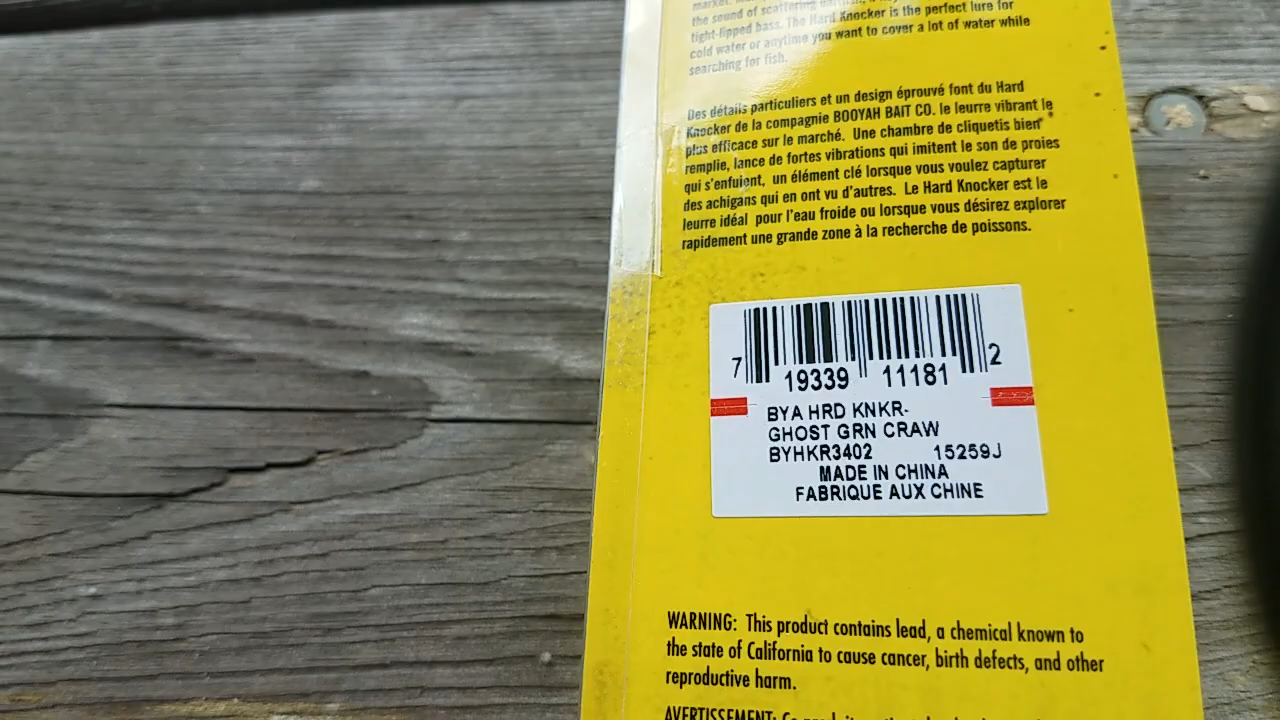 market.
the sound of scattering
tight-lipped bass. The Hard Knocker is the perfect lure for
cold water or anytime you want to cover a lot of water while
searching for fish.
Des détails particuliers et un design éprouvé font du Hard
Knocker de la compagnie BOOYAH BAIT CO. le leurre vibrant le
plus efficace sur le marché. Une chambre de cliquetis bien
remplie, lance de fortes vibrations qui imitent le son de proies
qui s'enfuient, un élément clé lorsque vous voulez capturer
des achigans qui en ont vu d'autres. Le Hard Knocker est le
leurre idéal pour l'eau froide ou lorsque vous désirez explorer
rapidement une grande zone à la recherche de poissons.
7 19339 11181 2
BYA HRD KNKR-
GHOST GRN CRAW
BYHKR3402 15259J
MADE IN CHINA
FABRIQUE AUX CHINE
WARNING: This product contains lead, a chemical known to
the state of California to cause cancer, birth defects, and other
reproductive harm.
AVERTISSEMENT: Ce